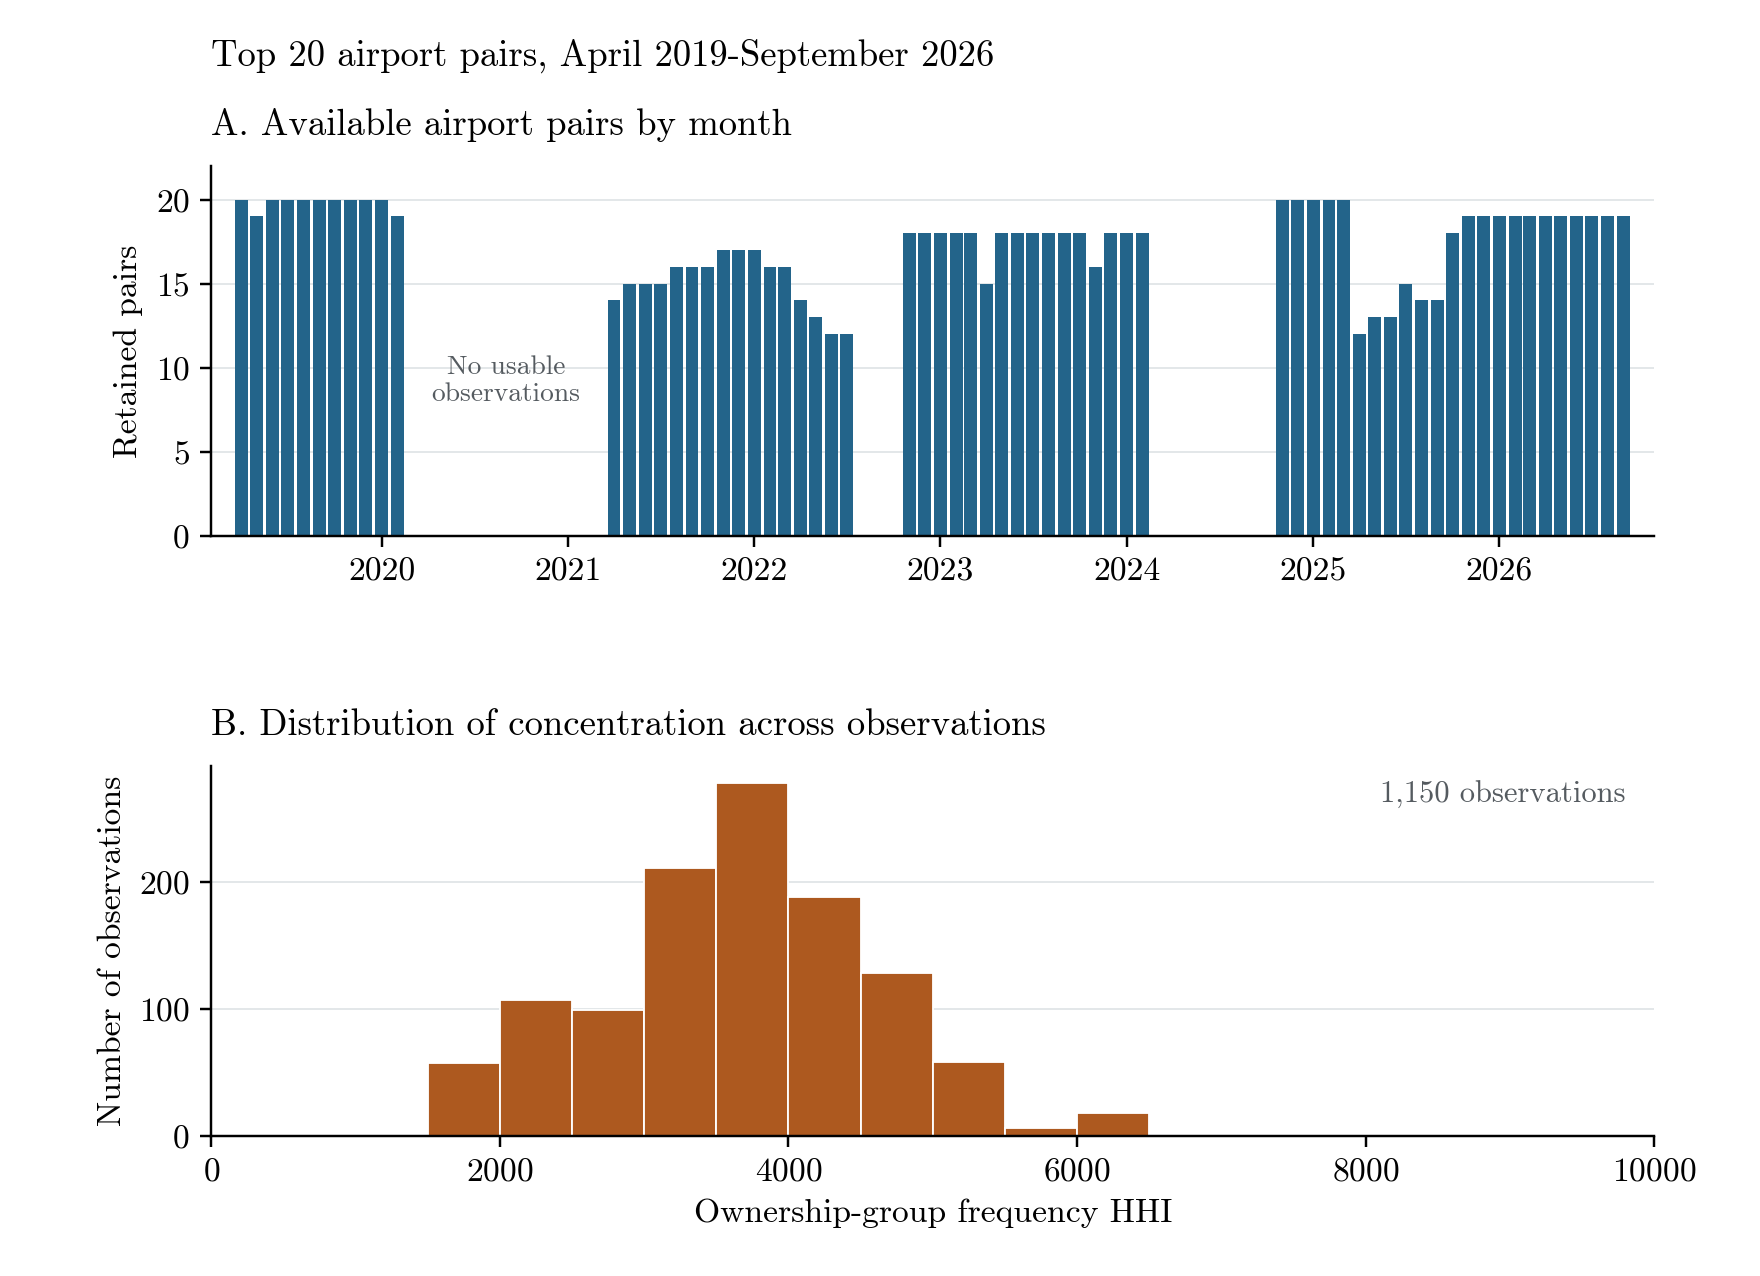 Top 20 airport pairs, April 2019-September 2026
A. Available airport pairs by month
Retained pairs
20
15
10
5
0
No usable
observations
2020 2021 2022 2023 2024 2025 2026
B. Distribution of concentration across observations
Number of observations
1,150 observations
200
100
0
0 2000 4000 6000 8000 10000
Ownership-group frequency HHI